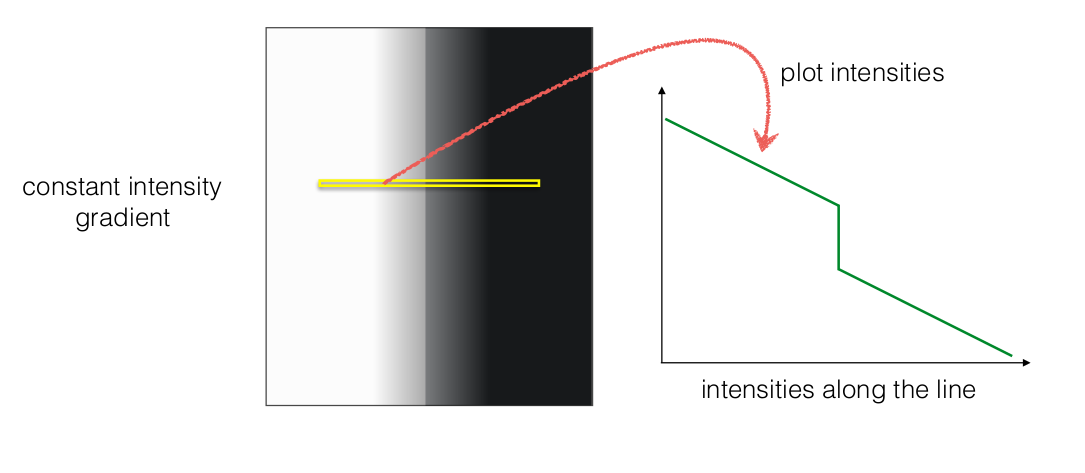 plot intensities
constant intensity
gradient
intensities along the line